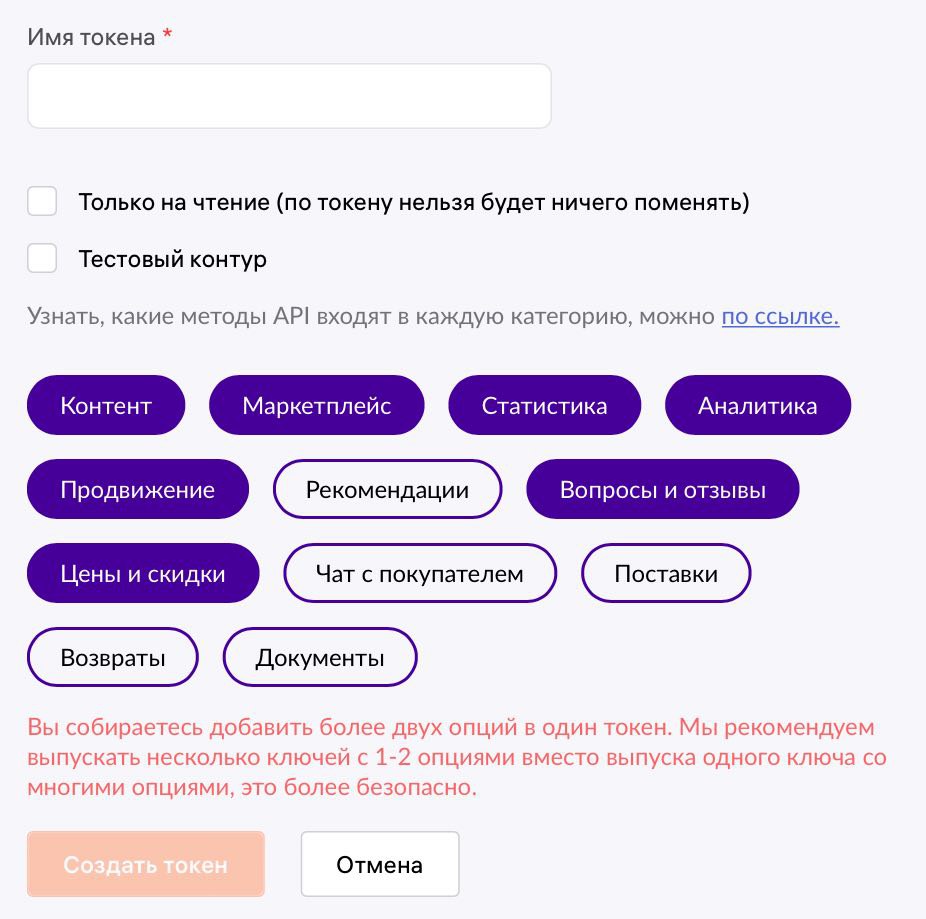 Имя токена *
Только на чтение (по токену нельзя будет ничего поменять)
Тестовый контур
Узнать, какие методы API входят в каждую категорию, можно по ссылке.
Контент Маркетплейс Статистика Аналитика
Продвижение Рекомендации Вопросы и отзывы
Цены и скидки Чат с покупателем Поставки
Возвраты Документы
Вы собираетесь добавить более двух опций в один токен. Мы рекомендуем
выпускать несколько ключей с 1-2 опциями вместо выпуска одного ключа со
многими опциями, это более безопасно.
Создать токен Отмена